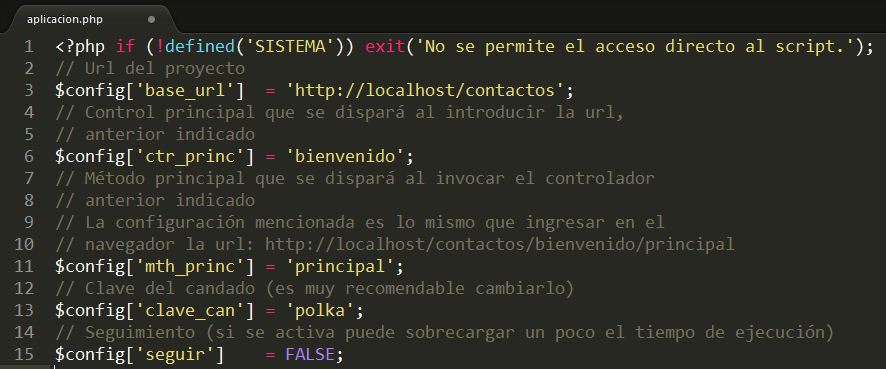 aplicacion.php
1 <?php if (!defined('SISTEMA')) exit('No se permite el acceso directo al script.');
2 // Url del proyecto
3 $config['base_url']  = 'http://localhost/contactos';
4 // Control principal que se dispará al introducir la url,
5 // anterior indicado
6 $config['ctr_princ'] = 'bienvenido';
7 // Método principal que se dispará al invocar el controlador
8 // anterior indicado
9 // La configuración mencionada es lo mismo que ingresar en el
10 // navegador la url: http://localhost/contactos/bienvenido/principal
11 $config['mth_princ'] = 'principal';
12 // Clave del candado (es muy recomendable cambiarlo)
13 $config['clave_can'] = 'polka';
14 // Seguimiento (si se activa puede sobrecargar un poco el tiempo de ejecución)
15 $config['seguir']    = FALSE;